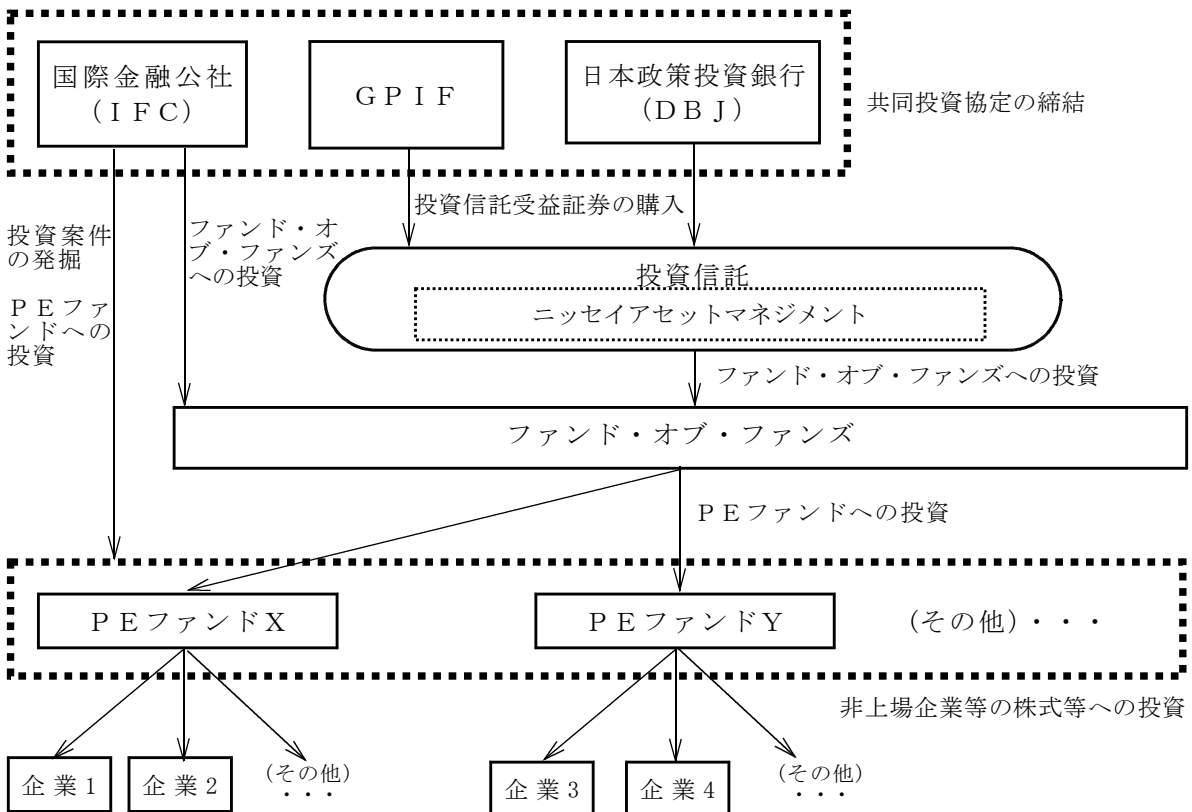 国際金融公社
(ＩＦＣ)
ＧＰＩＦ
日本政策投資銀行
(ＤＢＪ)
共同投資協定の締結
投資信託受益証券の購入
投資案件
の発掘
ＰＥファ
ンドへの
投資
ファンド・オ
ブ・ファンズ
への投資
投資信託
ニッセイアセットマネジメント
ファンド・オブ・ファンズへの投資
ファンド・オブ・ファンズ
ＰＥファンドへの投資
ＰＥファンドＸ
ＰＥファンドＹ
(その他)・・・
非上場企業等の株式等への投資
企業１
企業２
(その他)
・・・
企業３
企業４
(その他)
・・・